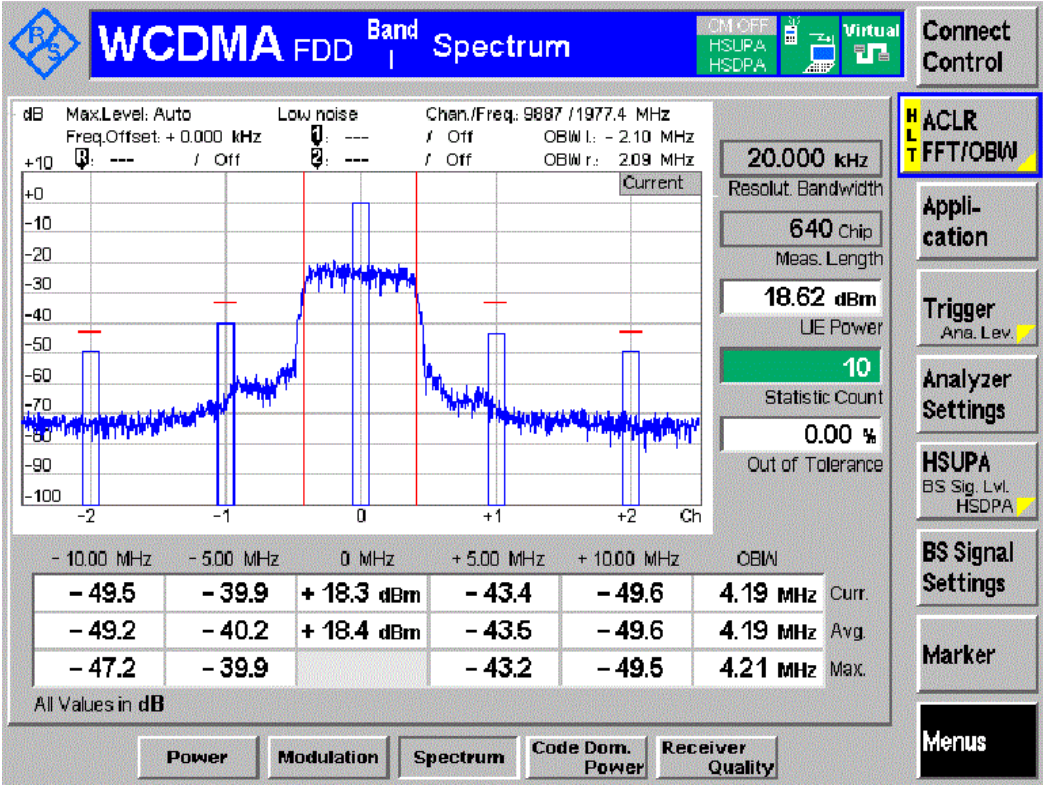 R S
WCDMA FDD Band I Spectrum
CM OFF
HSUPA
HSDPA
Virtual
Connect
Control
dB Max.Level: Auto Low noise Chan./Freq.: 9887 / 1977.4 MHz
Freq.Offset: + 0.000 kHz 1: --- / Off OBW l.: - 2.10 MHz
R: --- / Off 2: --- / Off OBW r.: 2.09 MHz
+10
Current
+0
-10
-20
-30
-40
-50
-60
-70
-80
-90
-100
-2 -1 0 +1 +2 Ch
20.000 kHz
Resolut. Bandwidth
640 Chip
Meas. Length
18.62 dBm
UE Power
10
Statistic Count
0.00 %
Out of Tolerance
- 10.00 MHz - 5.00 MHz 0 MHz + 5.00 MHz + 10.00 MHz OBW
- 49.5 - 39.9 + 18.3 dBm - 43.4 - 49.6 4.19 MHz Curr.
- 49.2 - 40.2 + 18.4 dBm - 43.5 - 49.6 4.19 MHz Avg.
- 47.2 - 39.9 - 43.2 - 49.5 4.21 MHz Max.
All Values in dB
HLT
ACLR
FFT/OBW
Appli-
cation
Trigger
Ana. Lev.
Analyzer
Settings
HSUPA
BS Sig. Lvl.
HSDPA
BS Signal
Settings
Marker
Menus
Power
Modulation
Spectrum
Code Dom.
Power
Receiver
Quality